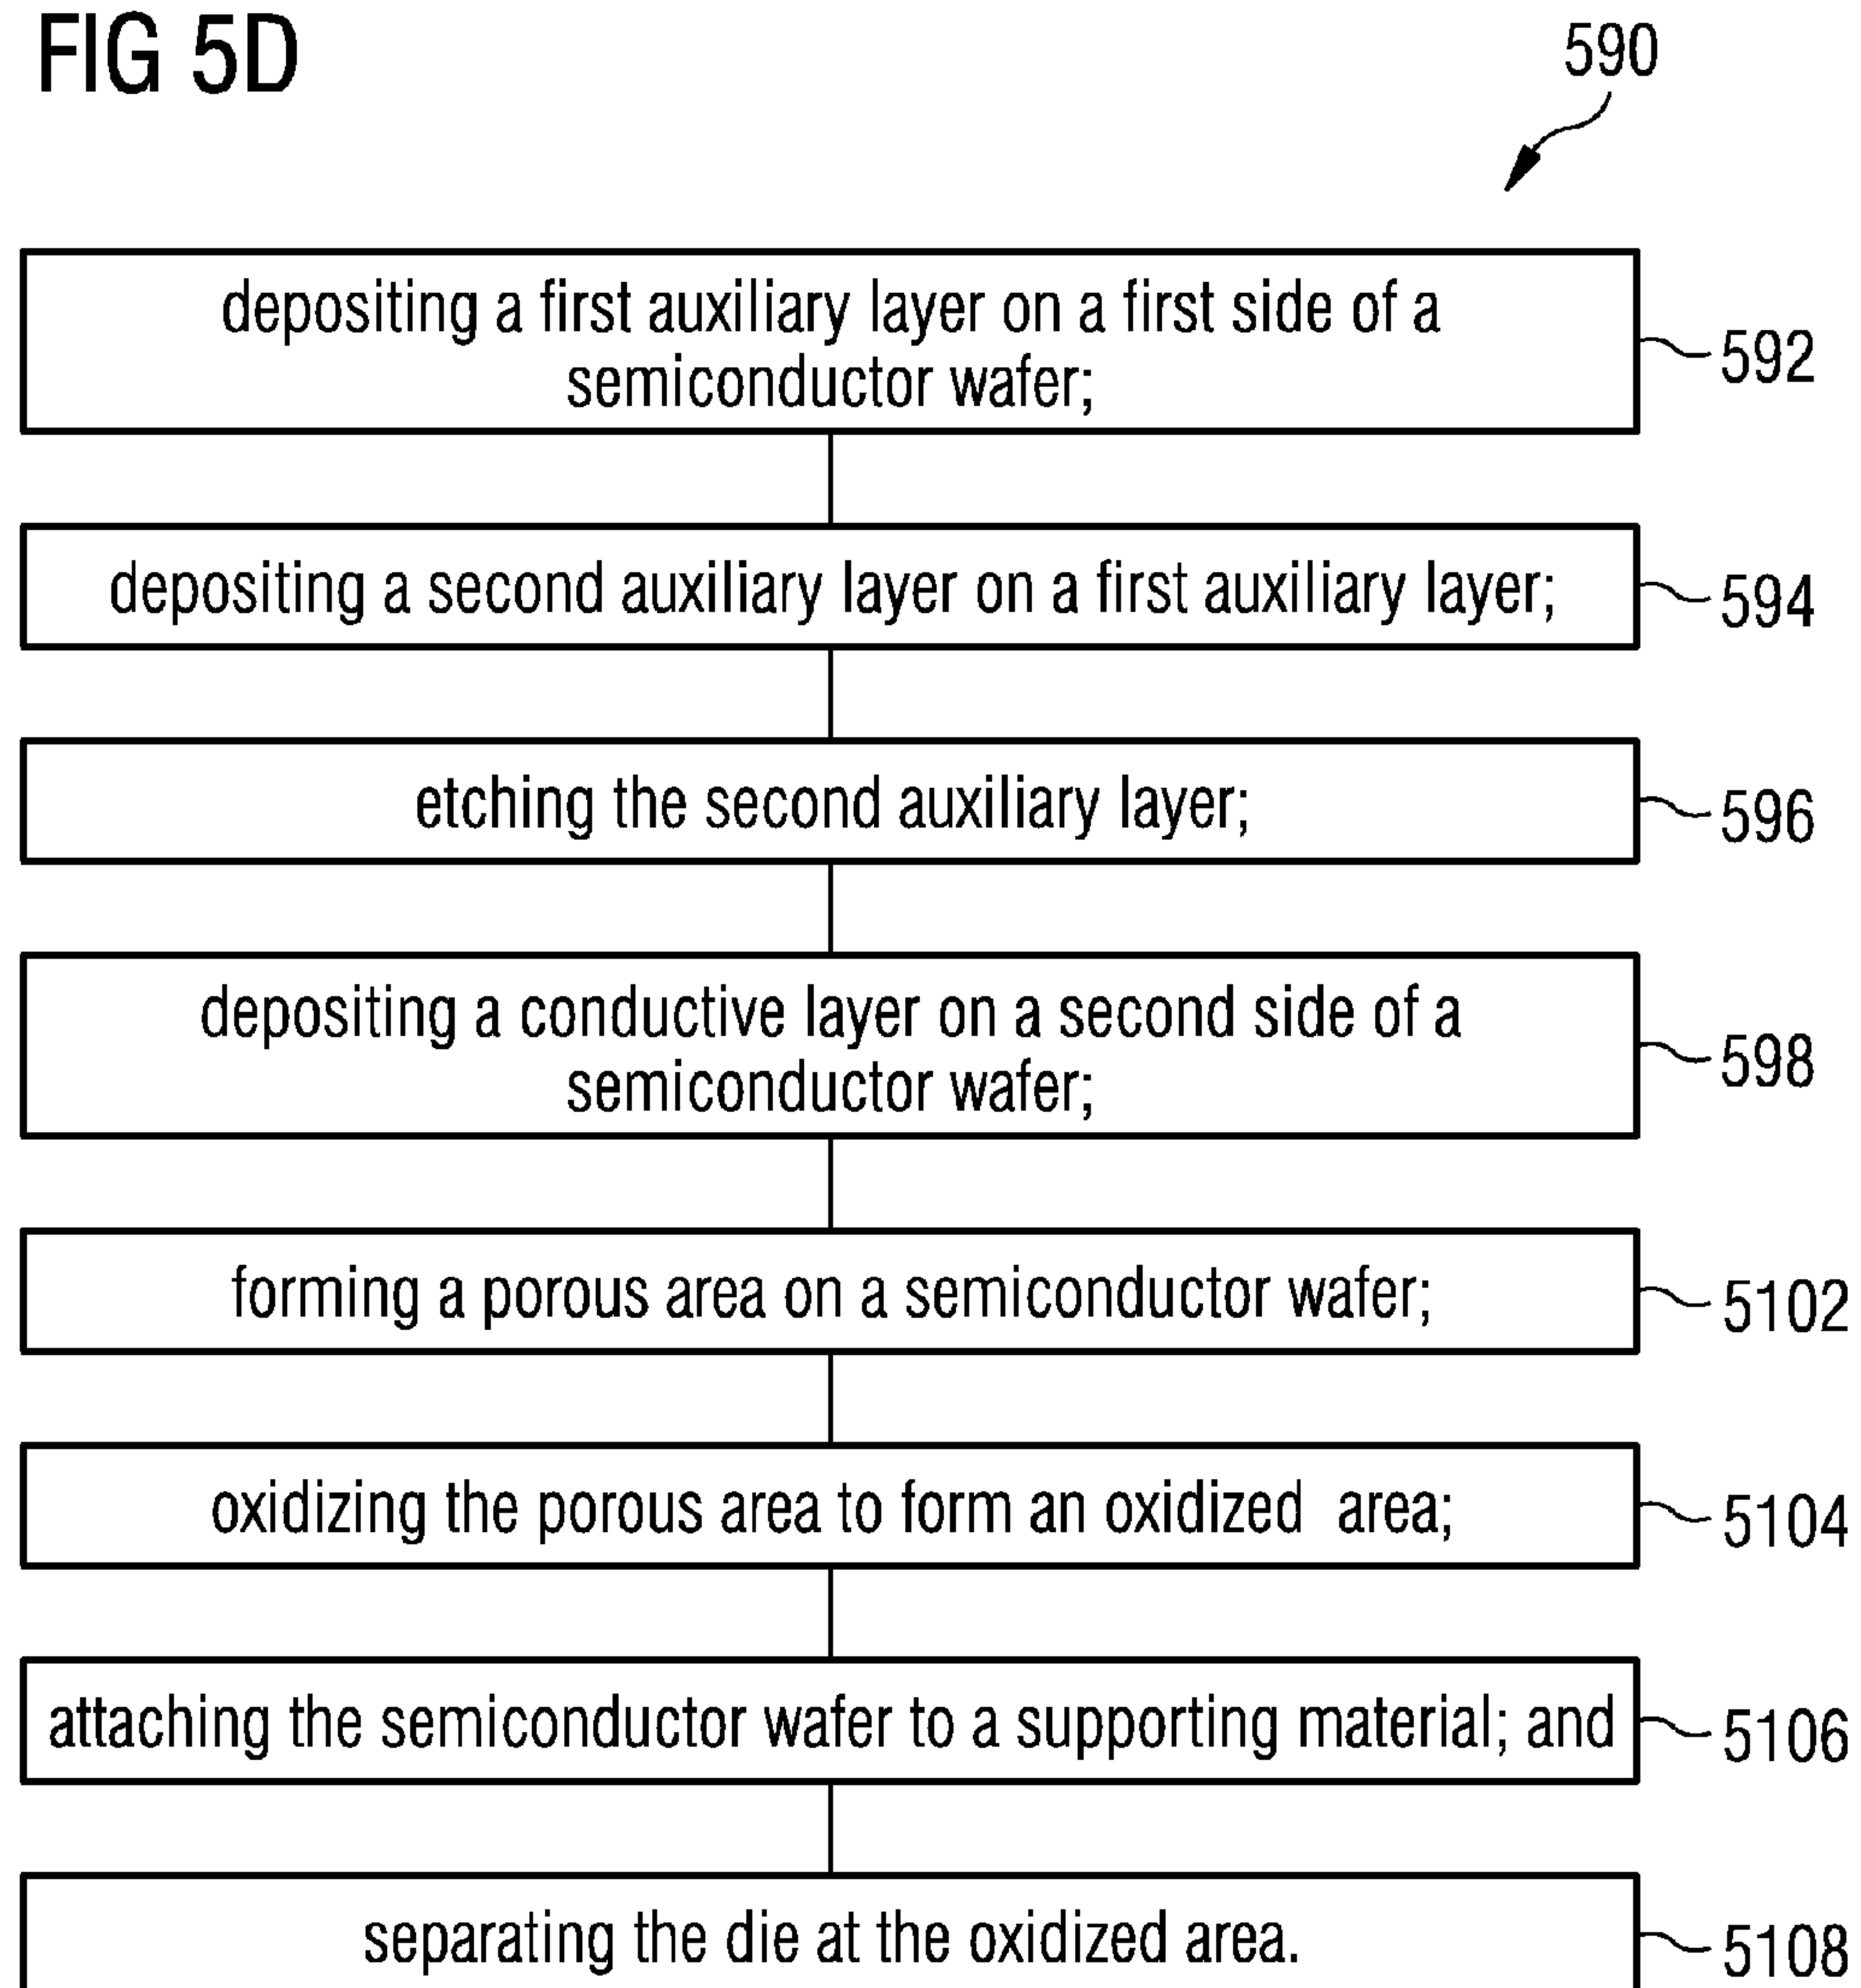 FIG 5D
590
depositing a first auxiliary layer on a first side of a
semiconductor wafer;
592
depositing a second auxiliary layer on a first auxiliary layer;
594
etching the second auxiliary layer;
596
depositing a conductive layer on a second side of a
semiconductor wafer;
598
forming a porous area on a semiconductor wafer;
5102
oxidizing the porous area to form an oxidized area;
5104
attaching the semiconductor wafer to a supporting material; and
5106
separating the die at the oxidized area.
5108